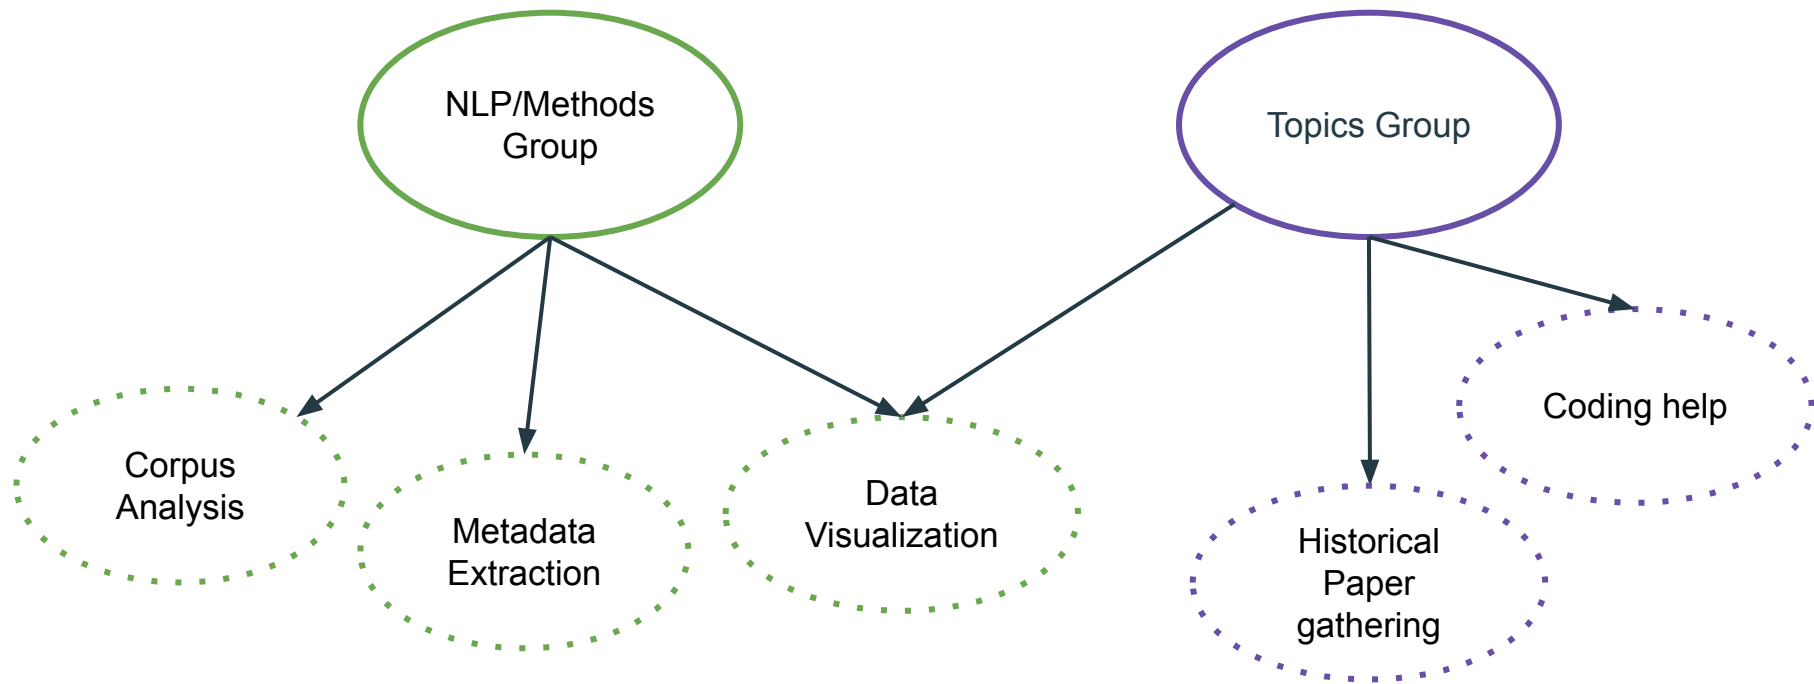 NLP/Methods
Group
Topics Group
Corpus
Analysis
Metadata
Extraction
Data
Visualization
Historical
Paper
gathering
Coding help